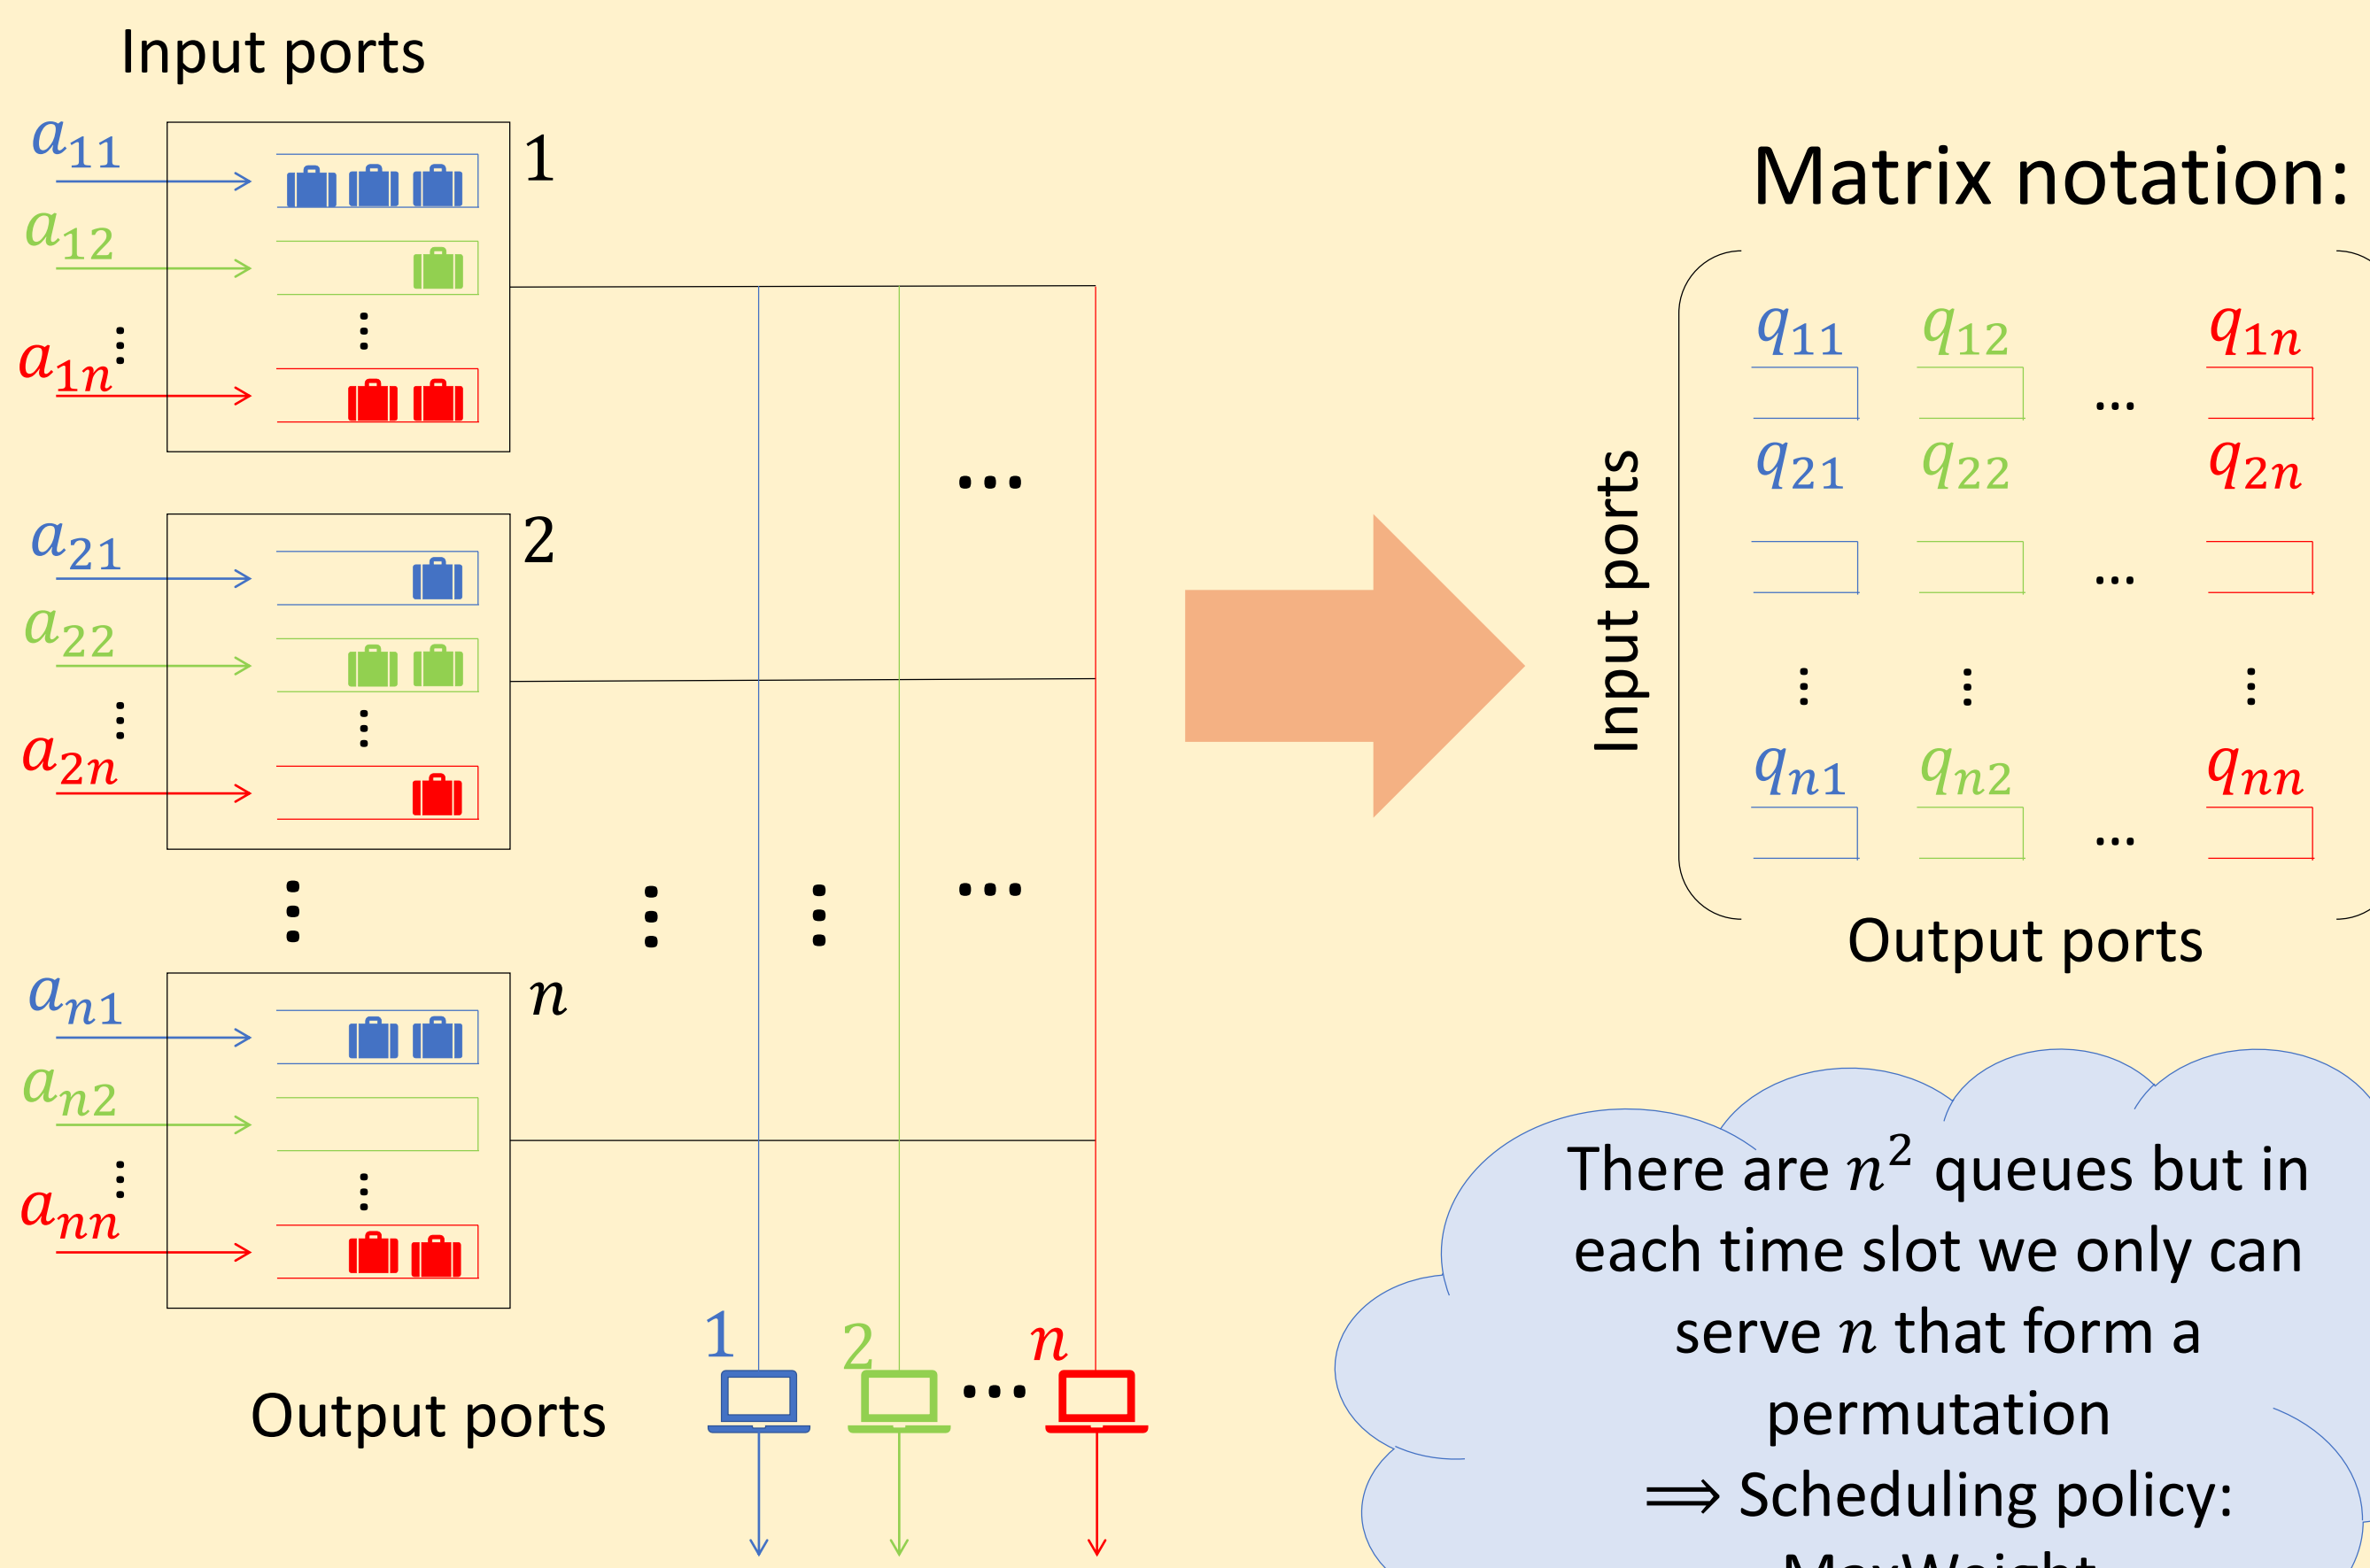 Input ports
a₁₁
1
a₁₂
⋮
a₁ₙ
a₂₁
2
a₂₂
⋮
a₂ₙ
aₙ₁
n
aₙ₂
⋮
aₙₙ
Output ports
1
2
...
n
Matrix notation:
Input ports
q₁₁ q₁₂ q₁ₙ
...
q₂₁ q₂₂ q₂ₙ
...
⋮ ⋮ ⋮
qₙ₁ qₙ₂ qₙₙ
...
Output ports
There are n² queues but in
each time slot we only can
serve n that form a
permutation
⟹ Scheduling policy:
MaxWeight